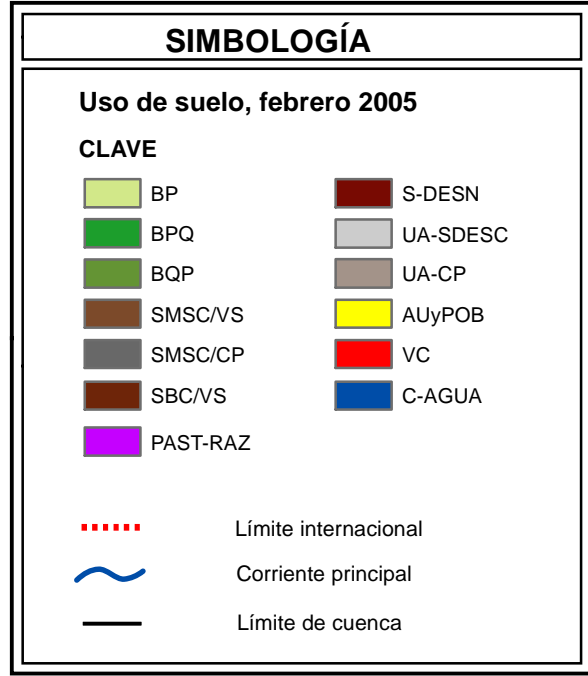 SIMBOLOGÍA
Uso de suelo, febrero 2005
CLAVE
BP
BPQ
BQP
SMSC/VS
SMSC/CP
SBC/VS
PAST-RAZ
S-DESN
UA-SDESC
UA-CP
AUyPOB
VC
C-AGUA
Límite internacional
Corriente principal
Límite de cuenca